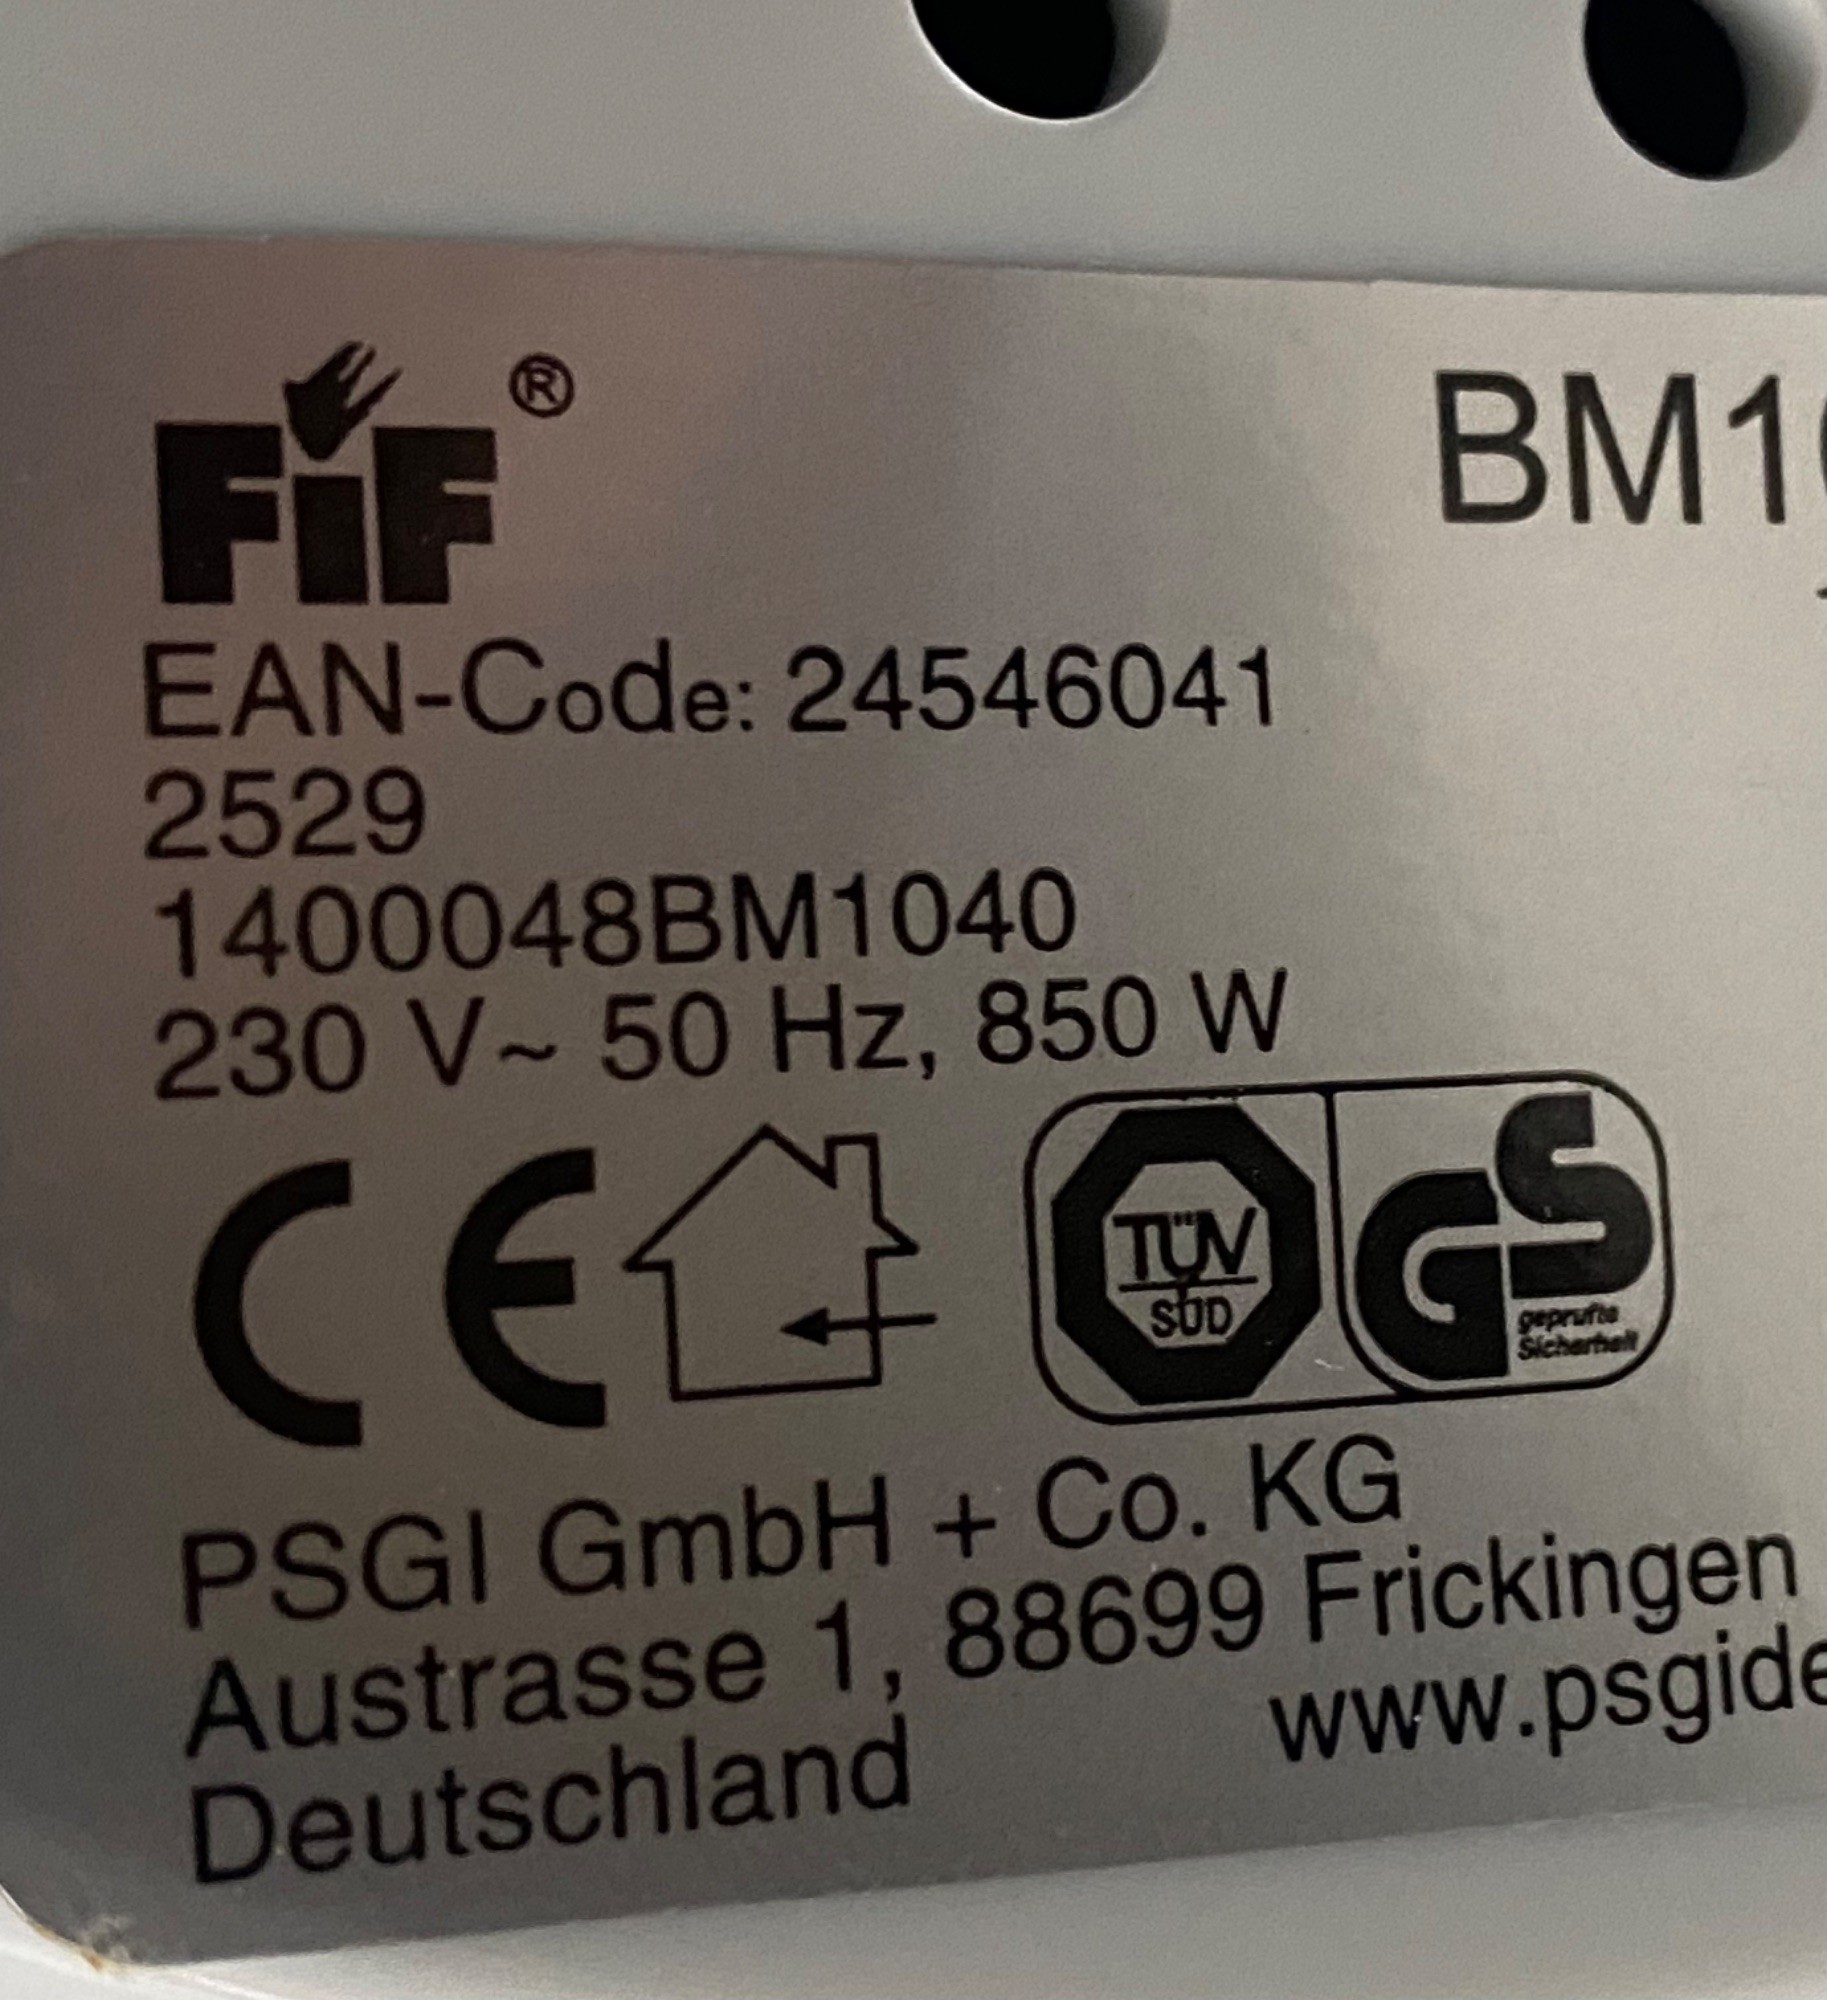 FiF®
BM1
EAN-Code: 24546041
2529
1400048BM1040
230 V~ 50 Hz, 850 W
CE
TÜV
SÜD
GS
geprüfte
Sicherheit
PSGI GmbH + Co. KG
Austrasse 1, 88699 Frickingen
www.psgide
Deutschland